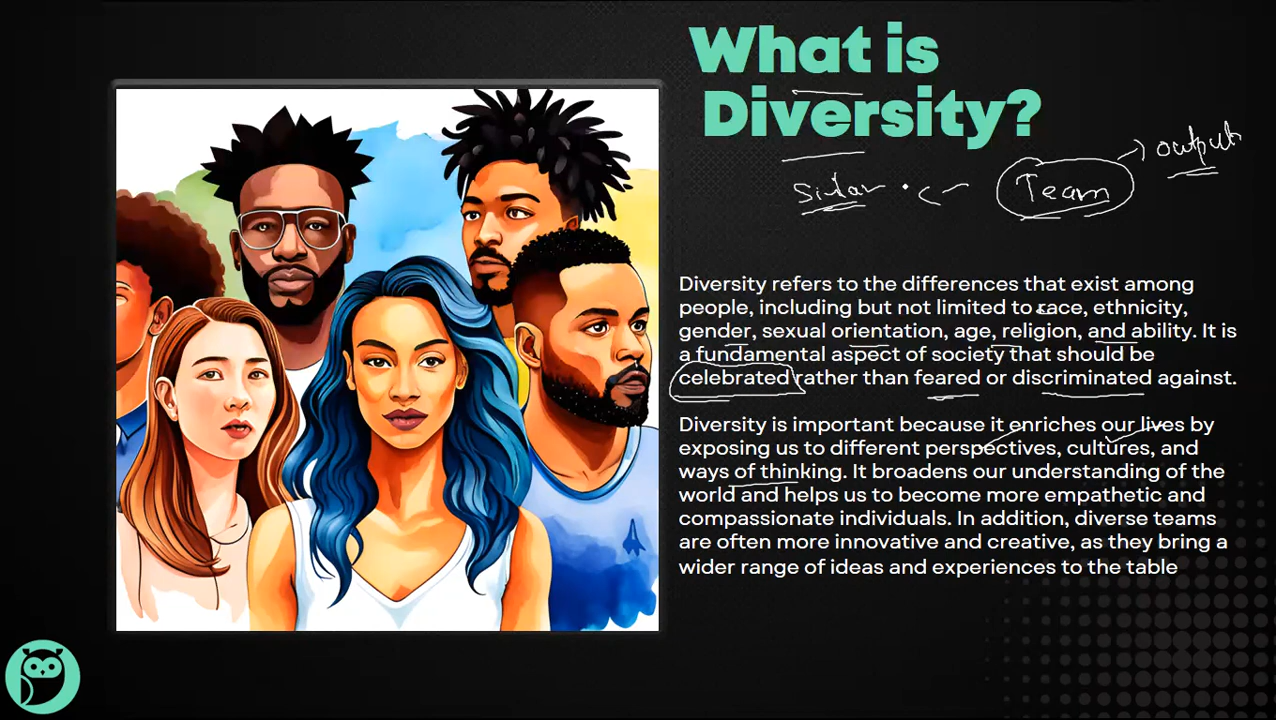 What is
Diversity?
output
Team
Diversity refers to the differences that exist among
people, including but not limited to race, ethnicity,
gender, sexual orientation, age, religion, and ability. It is
a fundamental aspect of society that should be
celebrated rather than feared or discriminated against.
Diversity is important because it enriches our lives by
exposing us to different perspectives, cultures, and
ways of thinking. It broadens our understanding of the
world and helps us to become more empathetic and
compassionate individuals. In addition, diverse teams
are often more innovative and creative, as they bring a
wider range of ideas and experiences to the table